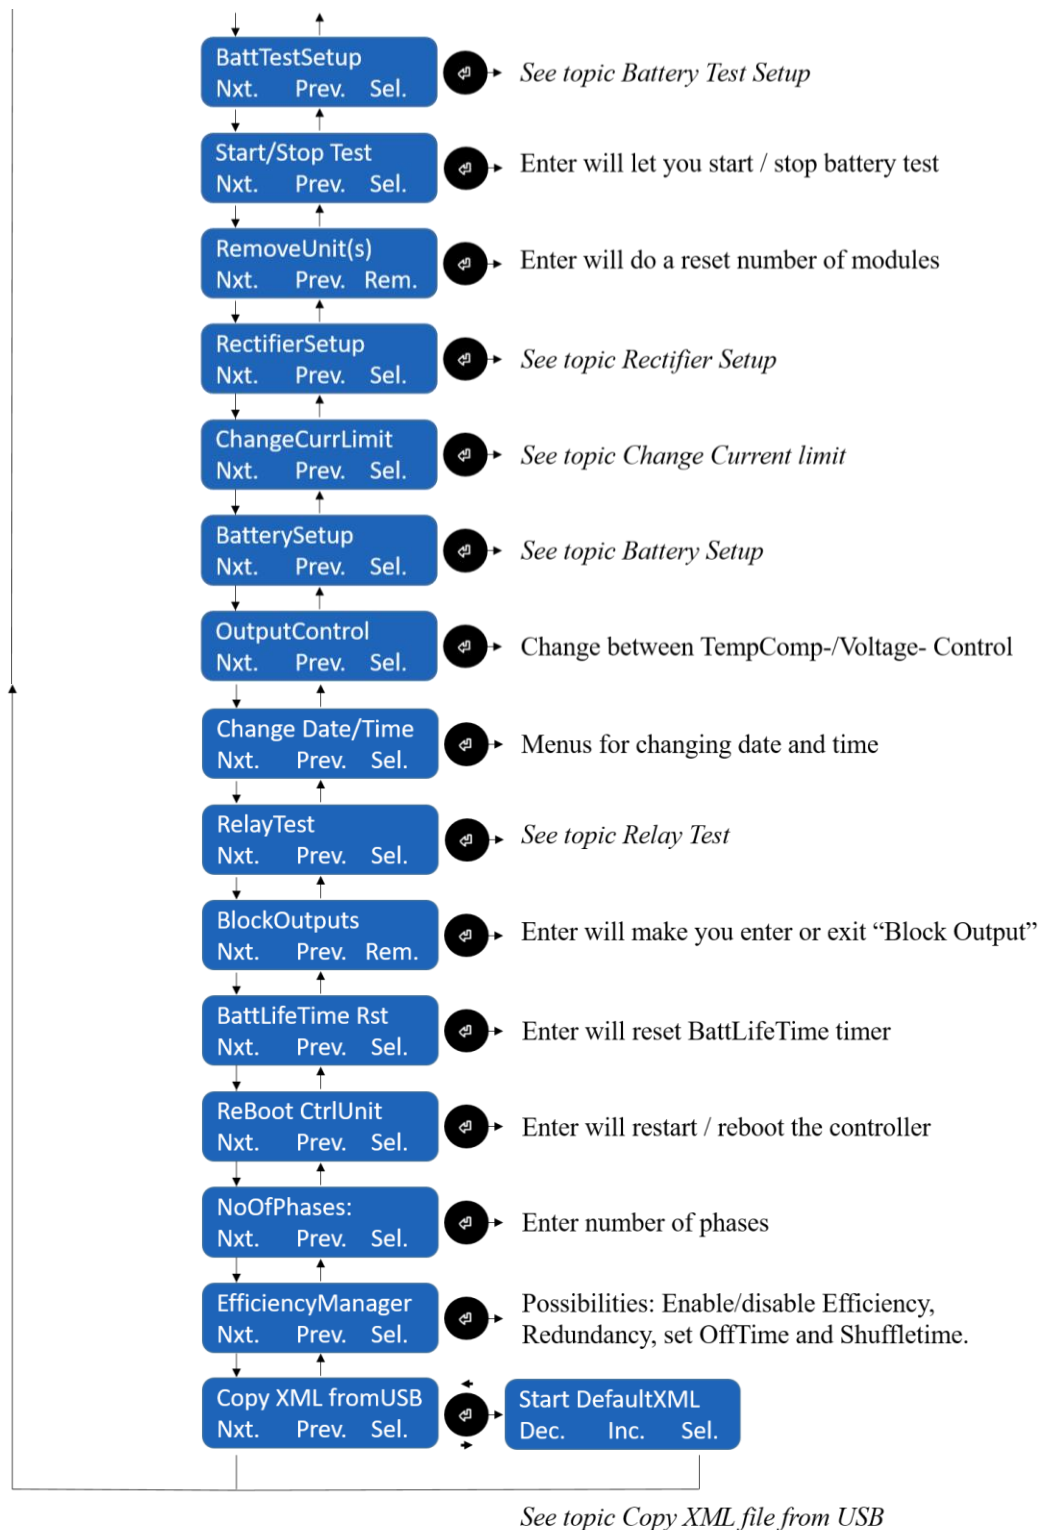 BattTestSetup
Nxt. Prev. Sel.
See topic Battery Test Setup
Start/Stop Test
Nxt. Prev. Sel.
Enter will let you start / stop battery test
RemoveUnit(s)
Nxt. Prev. Rem.
Enter will do a reset number of modules
RectifierSetup
Nxt. Prev. Sel.
See topic Rectifier Setup
ChangeCurrLimit
Nxt. Prev. Sel.
See topic Change Current limit
BatterySetup
Nxt. Prev. Sel.
See topic Battery Setup
OutputControl
Nxt. Prev. Sel.
Change between TempComp-/Voltage- Control
Change Date/Time
Nxt. Prev. Sel.
Menus for changing date and time
RelayTest
Nxt. Prev. Sel.
See topic Relay Test
BlockOutputs
Nxt. Prev. Rem.
Enter will make you enter or exit “Block Output”
BattLifeTime Rst
Nxt. Prev. Sel.
Enter will reset BattLifeTime timer
ReBoot CtrlUnit
Nxt. Prev. Sel.
Enter will restart / reboot the controller
NoOfPhases:
Nxt. Prev. Sel.
Enter number of phases
EfficiencyManager
Nxt. Prev. Sel.
Possibilities: Enable/disable Efficiency,
Redundancy, set OffTime and Shuffletime.
Copy XML fromUSB
Nxt. Prev. Sel.
Start DefaultXML
Dec. Inc. Sel.
See topic Copy XML file from USB